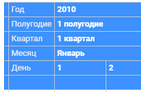 Год 2010
Полугодие 1 полугодие
Квартал 1 квартал
Месяц Январь
День 1 2